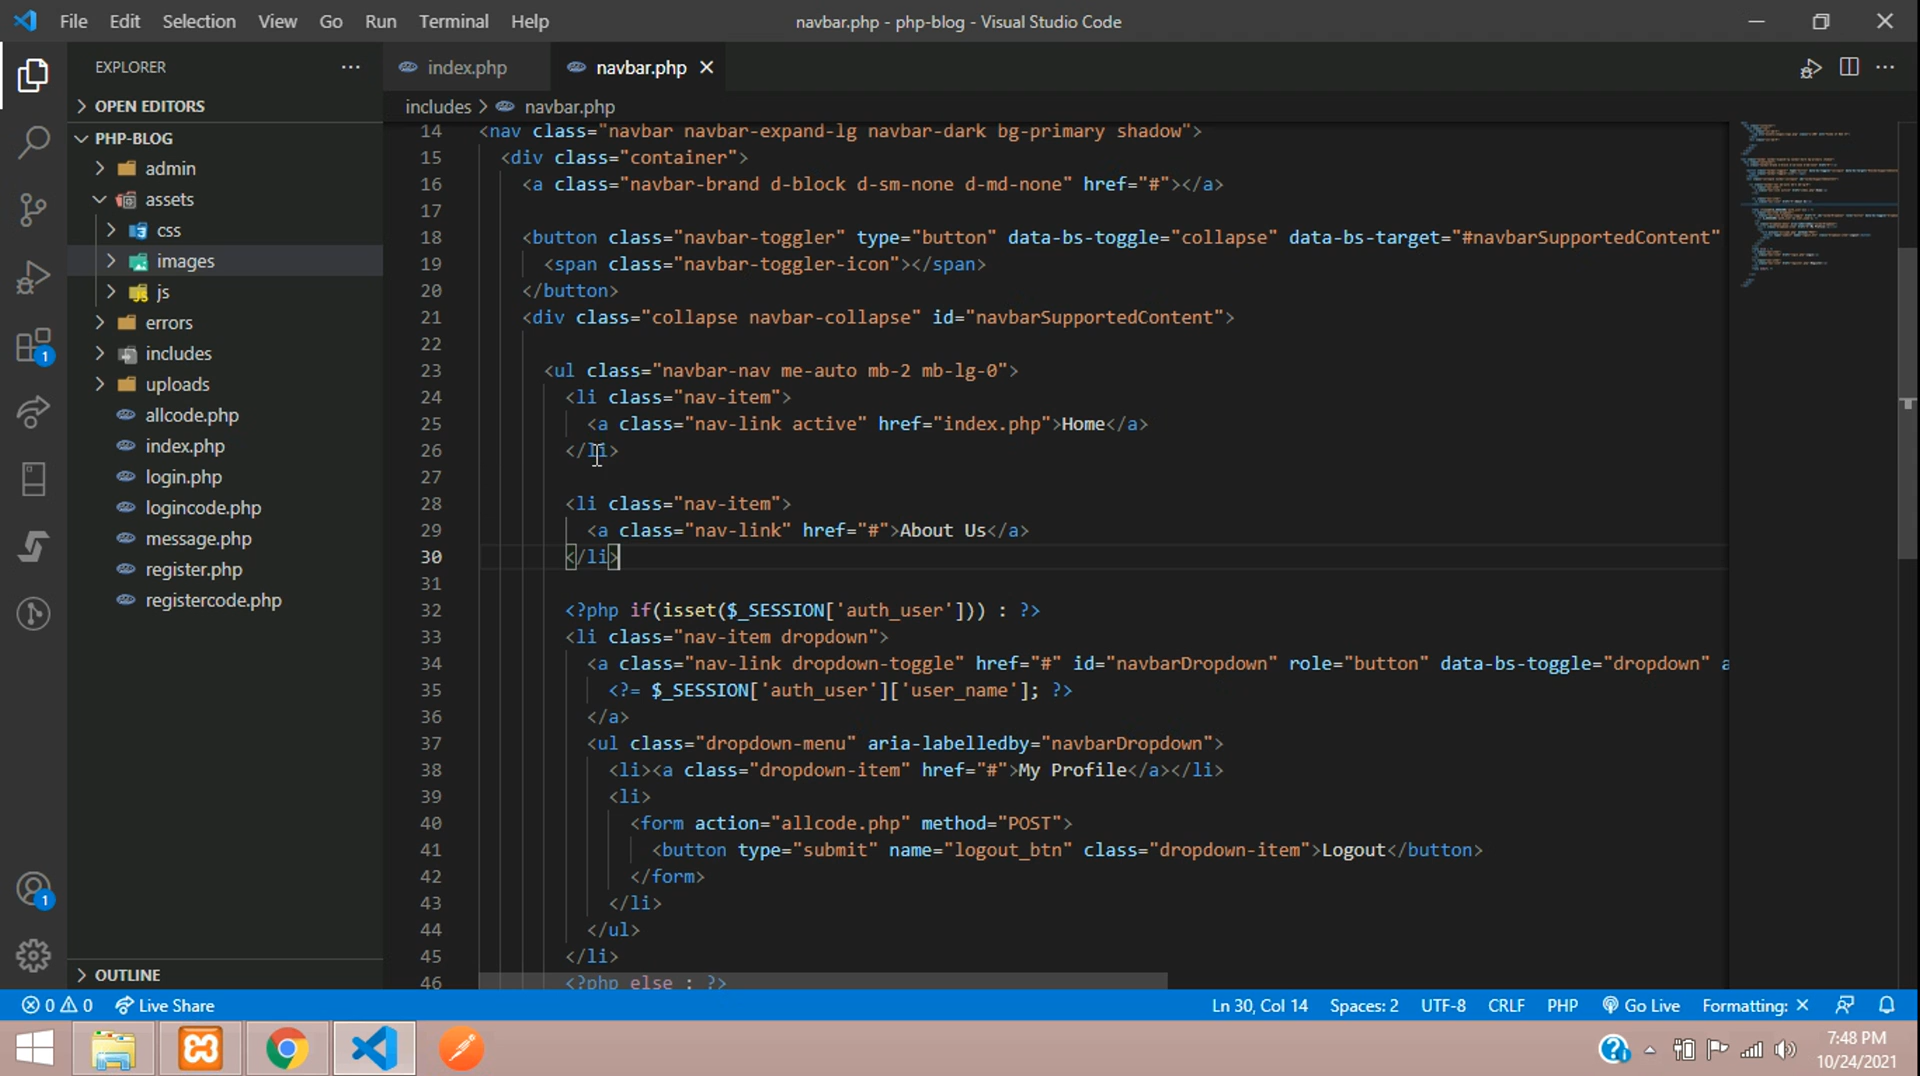 File Edit Selection View Go Run Terminal Help navbar.php - php-blog - Visual Studio Code
EXPLORER ··· index.php navbar.php
OPEN EDITORS includes > navbar.php
PHP-BLOG
admin
assets
css
images
js
errors
includes
uploads
allcode.php
index.php
login.php
logincode.php
message.php
register.php
registercode.php
OUTLINE
14 <nav class="navbar navbar-expand-lg navbar-dark bg-primary shadow">
15 <div class="container">
16 <a class="navbar-brand d-block d-sm-none d-md-none" href="#"></a>
17
18 <button class="navbar-toggler" type="button" data-bs-toggle="collapse" data-bs-target="#navbarSupportedContent"
19 <span class="navbar-toggler-icon"></span>
20 </button>
21 <div class="collapse navbar-collapse" id="navbarSupportedContent">
22
23 <ul class="navbar-nav me-auto mb-2 mb-lg-0">
24 <li class="nav-item">
25 <a class="nav-link active" href="index.php">Home</a>
26 </li>
27
28 <li class="nav-item">
29 <a class="nav-link" href="#">About Us</a>
30 </li>
31
32 <?php if(isset($_SESSION['auth_user'])) : ?>
33 <li class="nav-item dropdown">
34 <a class="nav-link dropdown-toggle" href="#" id="navbarDropdown" role="button" data-bs-toggle="dropdown" a
35 <?= $_SESSION['auth_user']['user_name']; ?>
36 </a>
37 <ul class="dropdown-menu" aria-labelledby="navbarDropdown">
38 <li><a class="dropdown-item" href="#">My Profile</a></li>
39 <li>
40 <form action="allcode.php" method="POST">
41 <button type="submit" name="logout_btn" class="dropdown-item">Logout</button>
42 </form>
43 </li>
44 </ul>
45 </li>
46 <?php else : ?>
0 0 Live Share Ln 30, Col 14 Spaces: 2 UTF-8 CRLF PHP Go Live Formatting: ×
7:48 PM
10/24/2021